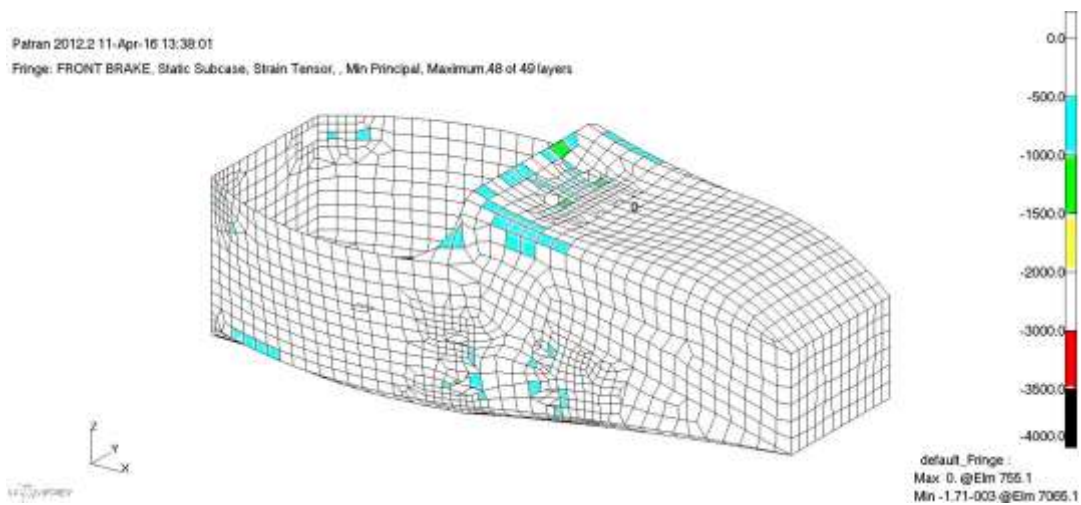 Patran 2012.2 11-Apr-16 13:38:01
Fringe: FRONT BRAKE, Static Subcase, Strain Tensor, , Min Principal, Maximum,48 of 49 layers
0.0
-500.0
-1000.0
-1500.0
-2000.0
-3000.0
-3500.0
-4000.0
Z
Y
X
default_Fringe :
Max 0. @Elm 755.1
Min -1.71-003 @Elm 7065.1